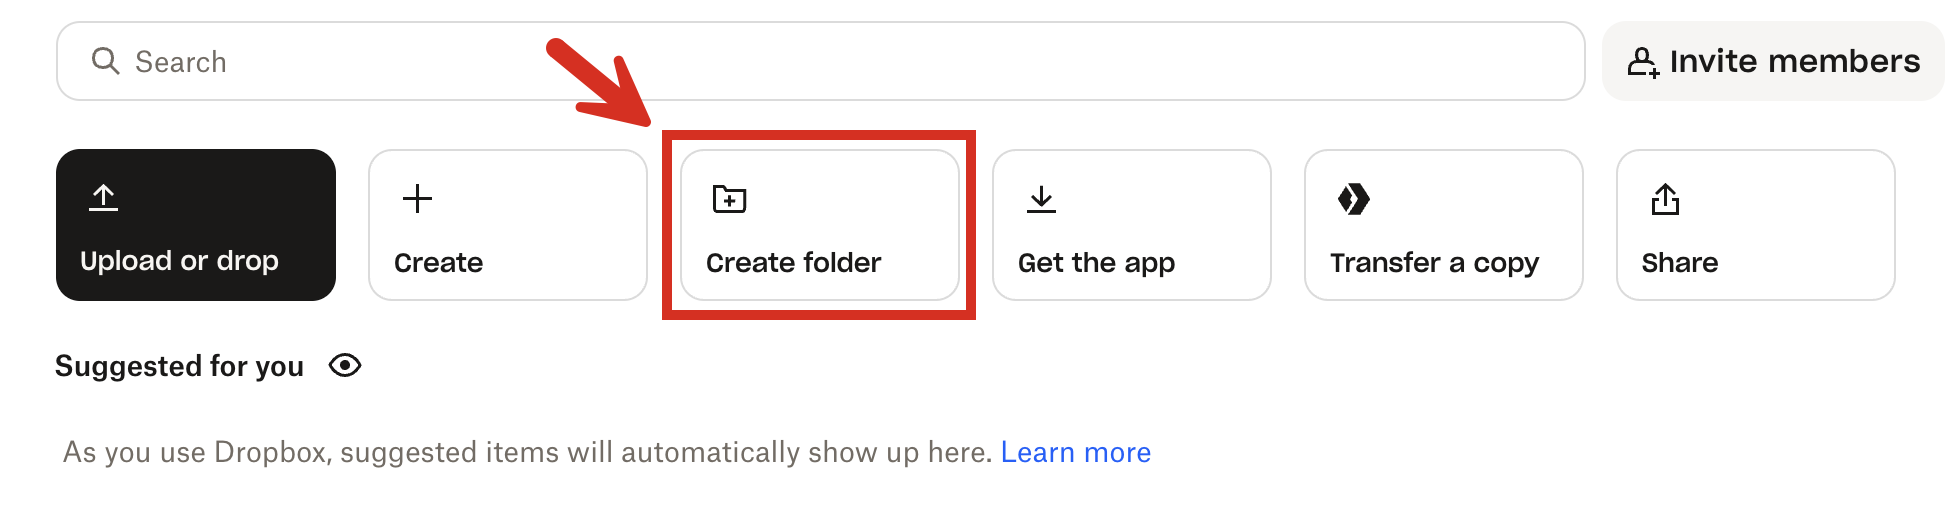 Search
Invite members
Upload or drop
Create
Create folder
Get the app
Transfer a copy
Share
Suggested for you
As you use Dropbox, suggested items will automatically show up here. Learn more